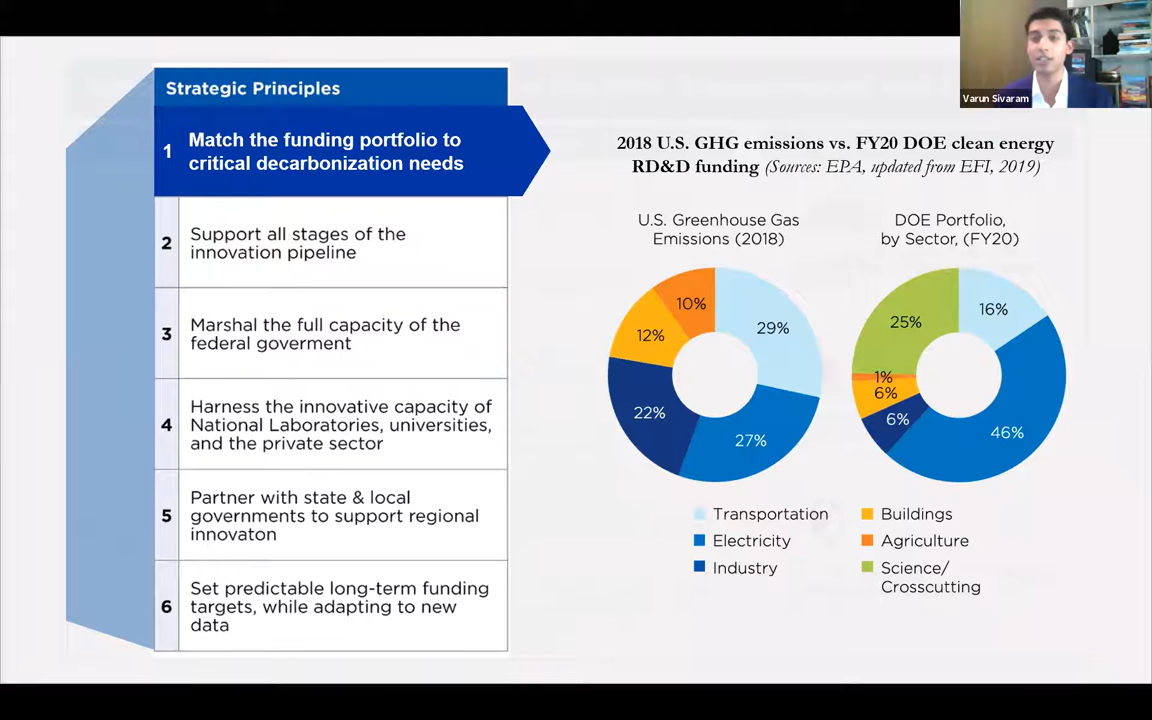 Varun Sivaram
Strategic Principles
1
Match the funding portfolio to
critical decarbonization needs
2
Support all stages of the
innovation pipeline
3
Marshal the full capacity of the
federal goverment
4
Harness the innovative capacity of
National Laboratories, universities,
and the private sector
5
Partner with state & local
governments to support regional
innovaton
6
Set predictable long-term funding
targets, while adapting to new
data
2018 U.S. GHG emissions vs. FY20 DOE clean energy
RD&D funding (Sources: EPA, updated from EFI, 2019)
U.S. Greenhouse Gas
Emissions (2018)
10%
29%
12%
22%
27%
DOE Portfolio,
by Sector, (FY20)
16%
25%
1%
6%
6%
46%
Transportation
Electricity
Industry
Buildings
Agriculture
Science/
Crosscutting